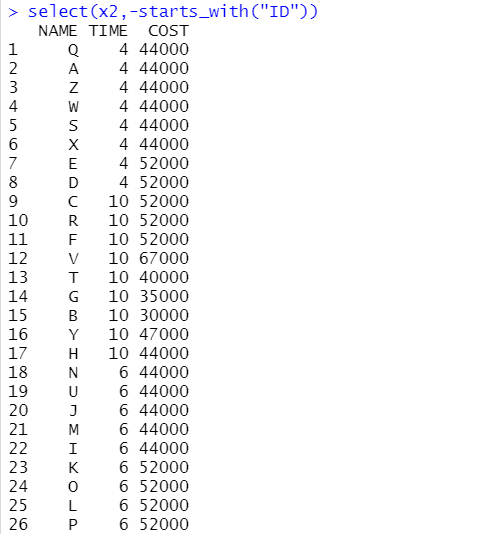 > select(x2,-starts_with("ID"))
   NAME TIME  COST
1     Q    4 44000
2     A    4 44000
3     Z    4 44000
4     W    4 44000
5     S    4 44000
6     X    4 44000
7     E    4 52000
8     D    4 52000
9     C   10 52000
10    R   10 52000
11    F   10 52000
12    V   10 67000
13    T   10 40000
14    G   10 35000
15    B   10 30000
16    Y   10 47000
17    H   10 44000
18    N    6 44000
19    U    6 44000
20    J    6 44000
21    M    6 44000
22    I    6 44000
23    K    6 52000
24    O    6 52000
25    L    6 52000
26    P    6 52000